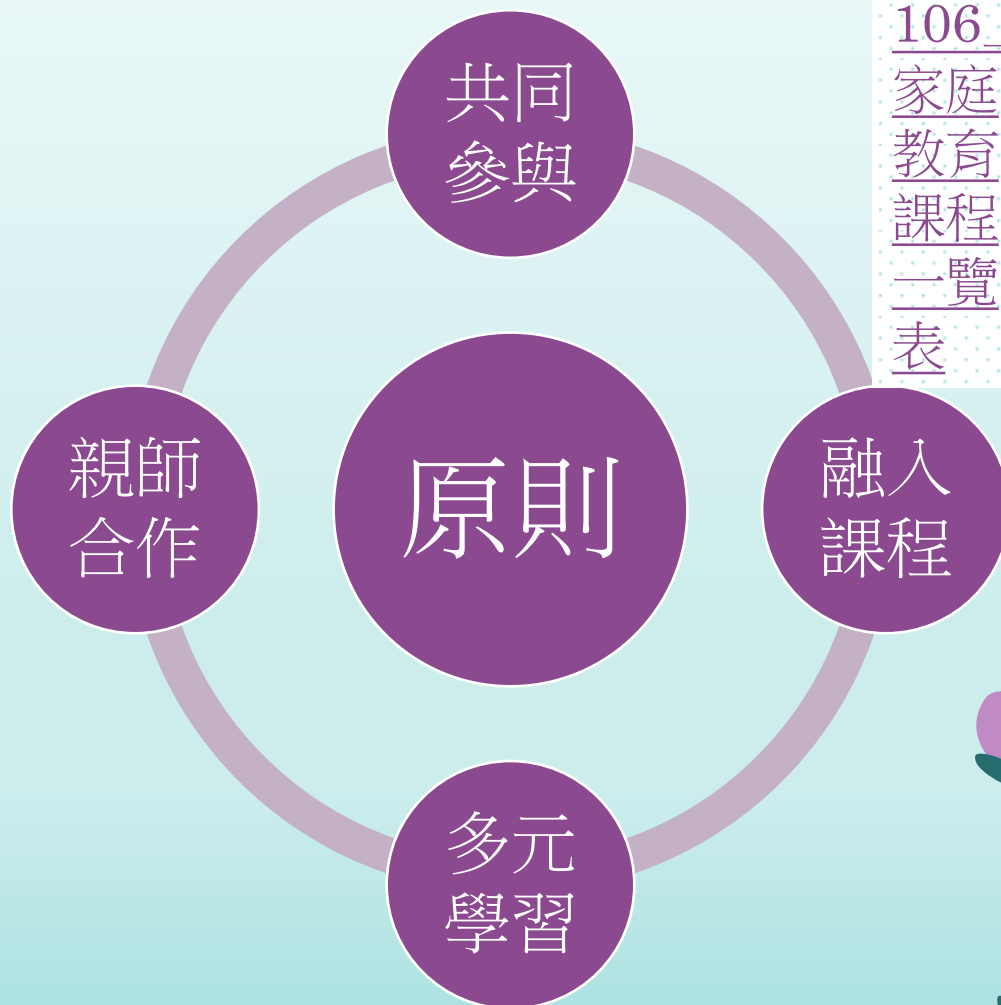 共同
參與
106_
家庭
教育
課程
一覽
表
親師
合作
原則
融入
課程
多元
學習